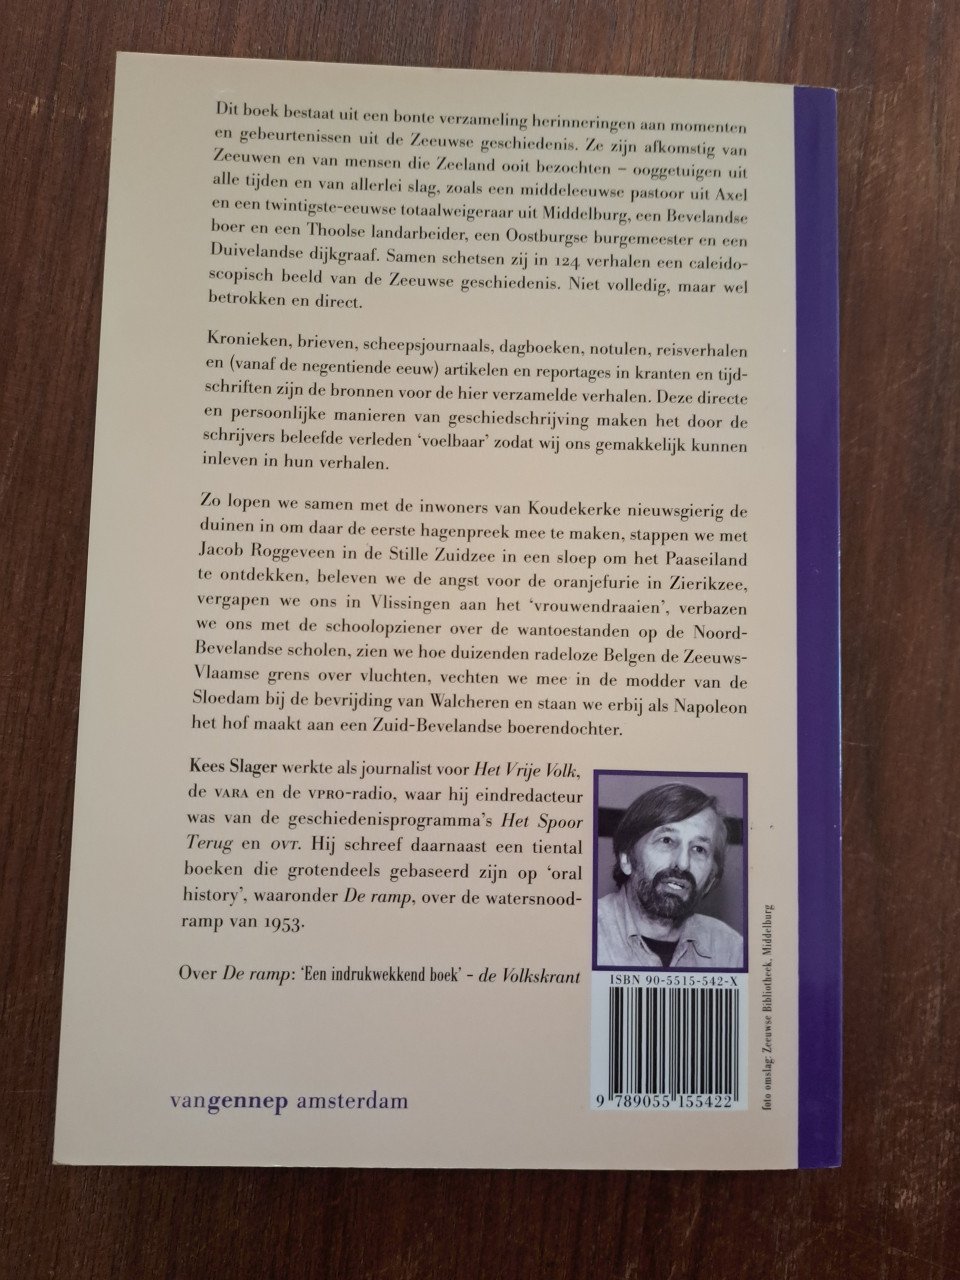 Dit boek bestaat uit een bonte verzameling herinneringen aan momenten
en gebeurtenissen uit de Zeeuwse geschiedenis. Ze zijn afkomstig van
Zeeuwen en van mensen die Zeeland ooit bezochten – ooggetuigen uit
alle tijden en van allerlei slag, zoals een middeleeuwse pastoor uit Axel
en een twintigste-eeuwse totaalweigeraar uit Middelburg, een Bevelandse
boer en een Thoolse landarbeider, een Oostburgse burgemeester en een
Duivelandse dijkgraaf. Samen schetsen zij in 124 verhalen een caleido-
scopisch beeld van de Zeeuwse geschiedenis. Niet volledig, maar wel
betrokken en direct.
Kronieken, brieven, scheepsjournaals, dagboeken, notulen, reisverhalen
en (vanaf de negentiende eeuw) artikelen en reportages in kranten en tijd-
schriften zijn de bronnen voor de hier verzamelde verhalen. Deze directe
en persoonlijke manieren van geschiedschrijving maken het door de
schrijvers beleefde verleden ‘voelbaar’ zodat wij ons gemakkelijk kunnen
inleven in hun verhalen.
Zo lopen we samen met de inwoners van Koudekerke nieuwsgierig de
duinen in om daar de eerste hagenpreek mee te maken, stappen we met
Jacob Roggeveen in de Stille Zuidzee in een sloep om het Paaseiland
te ontdekken, beleven we de angst voor de oranjefurie in Zierikzee,
vergapen we ons in Vlissingen aan het ‘vrouwendraaien’, verbazen
we ons met de schoolopziener over de wantoestanden op de Noord-
Bevelandse scholen, zien we hoe duizenden radeloze Belgen de Zeeuws-
Vlaamse grens over vluchten, vechten we mee in de modder van de
Sloedam bij de bevrijding van Walcheren en staan we erbij als Napoleon
het hof maakt aan een Zuid-Bevelandse boerendochter.
Kees Slager werkte als journalist voor Het Vrije Volk,
de VARA en de VPRO-radio, waar hij eindredacteur
was van de geschiedenisprogramma's Het Spoor
Terug en OVT. Hij schreef daarnaast een tiental
boeken die grotendeels gebaseerd zijn op ‘oral
history’, waaronder De ramp, over de watersnood-
ramp van 1953.
Over De ramp: ‘Een indrukwekkend boek’ – de Volkskrant
ISBN 90-5515-542-X
9 789055 155422
foto omslag: Zeeuwse Bibliotheek, Middelburg
vangennep amsterdam